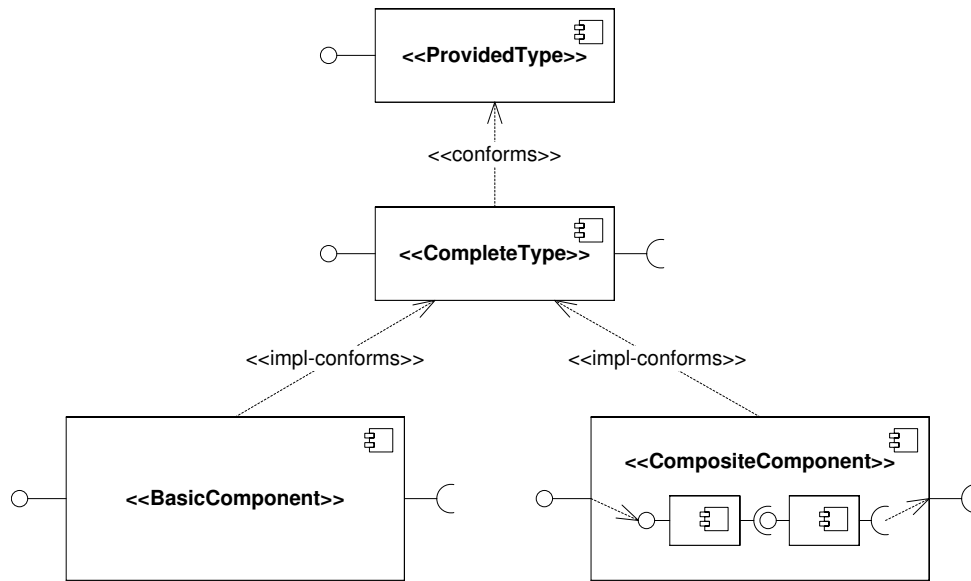 <<ProvidedType>>
<<conforms>>
<<CompleteType>>
<<impl-conforms>>
<<impl-conforms>>
<<BasicComponent>>
<<CompositeComponent>>